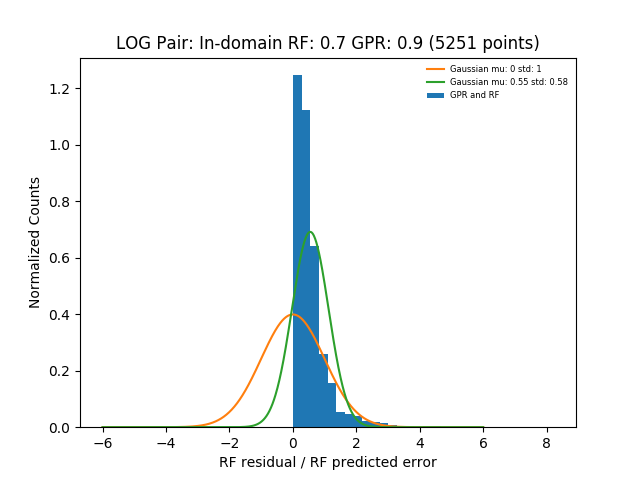 LOG Pair: In-domain RF: 0.7 GPR: 0.9 (5251 points)
Gaussian mu: 0 std: 1
Gaussian mu: 0.55 std: 0.58
GPR and RF
Normalized Counts
1.2
1.0
0.8
0.6
0.4
0.2
0.0
−6 −4 −2 0 2 4 6 8
RF residual / RF predicted error